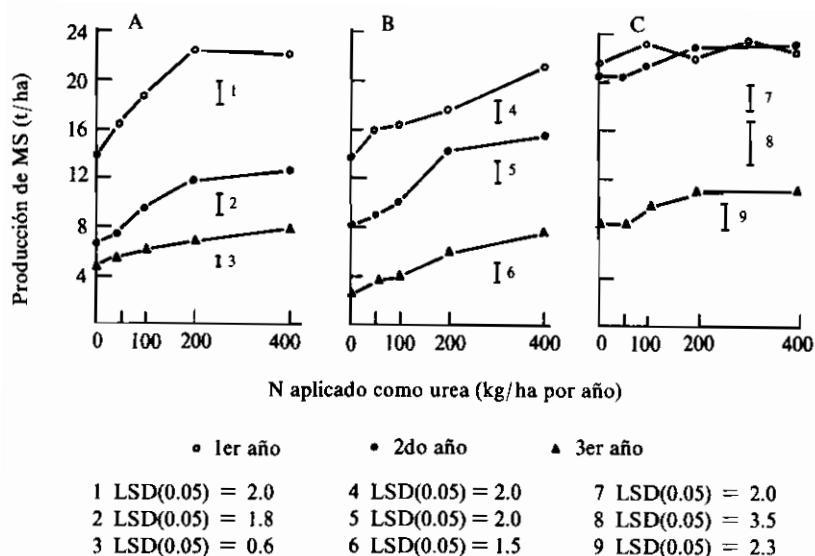 A B C
24
20
16
12
8
4
1
2
3
4
5
6
7
8
9
Producción de MS (t/ha)
0 100 200 400 0 100 200 400 0 100 200 400
N aplicado como urea (kg/ha por año)
1er año 2do año 3er año
1 LSD(0.05) = 2.0 4 LSD(0.05) = 2.0 7 LSD(0.05) = 2.0
2 LSD(0.05) = 1.8 5 LSD(0.05) = 2.0 8 LSD(0.05) = 3.5
3 LSD(0.05) = 0.6 6 LSD(0.05) = 1.5 9 LSD(0.05) = 2.3